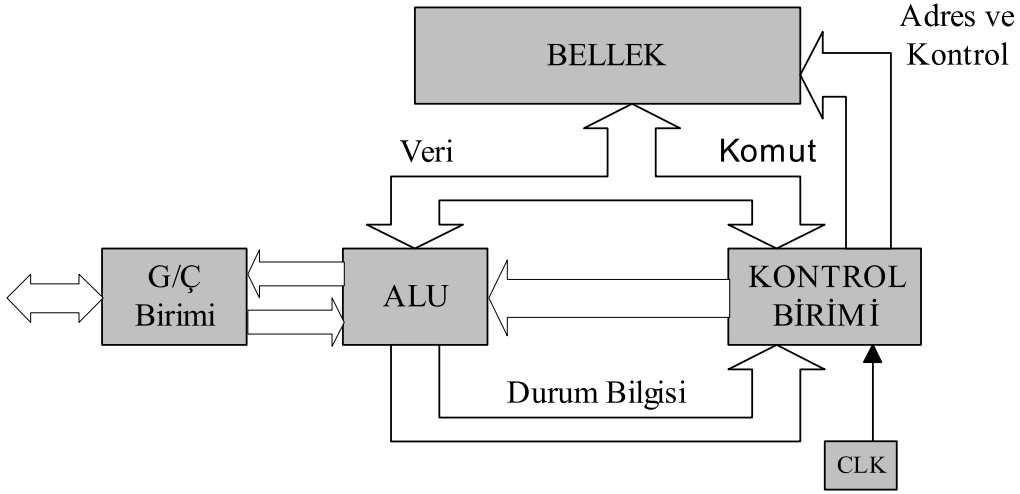 Adres ve
Kontrol
BELLEK
Veri
Komut
G/Ç
Birimi
ALU
KONTROL
BİRİMİ
Durum Bilgisi
CLK